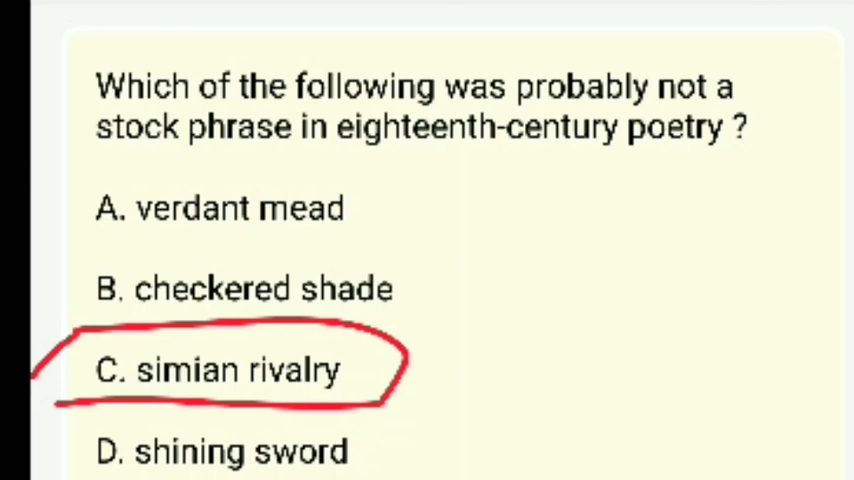 Which of the following was probably not a
stock phrase in eighteenth-century poetry ?
A. verdant mead
B. checkered shade
C. simian rivalry
D. shining sword